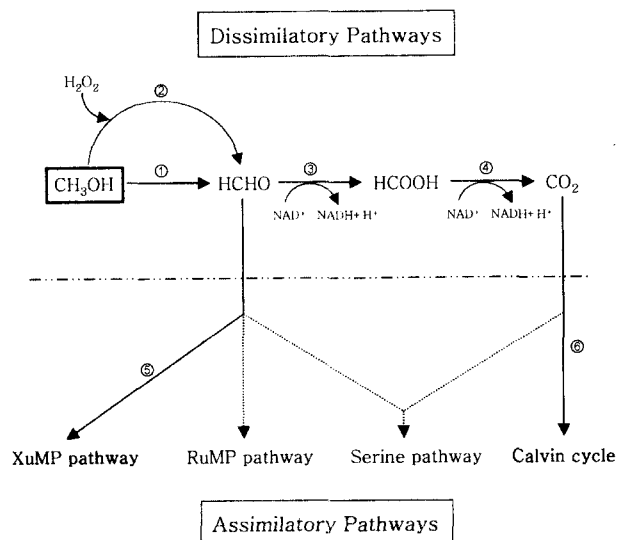 Dissimilatory Pathways
H₂O₂
②
①
③
④
CH₃OH
HCHO
HCOOH
CO₂
NAD⁺ NADH+ H⁺
NAD⁺ NADH+ H⁺
⑤
⑥
XuMP pathway RuMP pathway Serine pathway Calvin cycle
Assimilatory Pathways